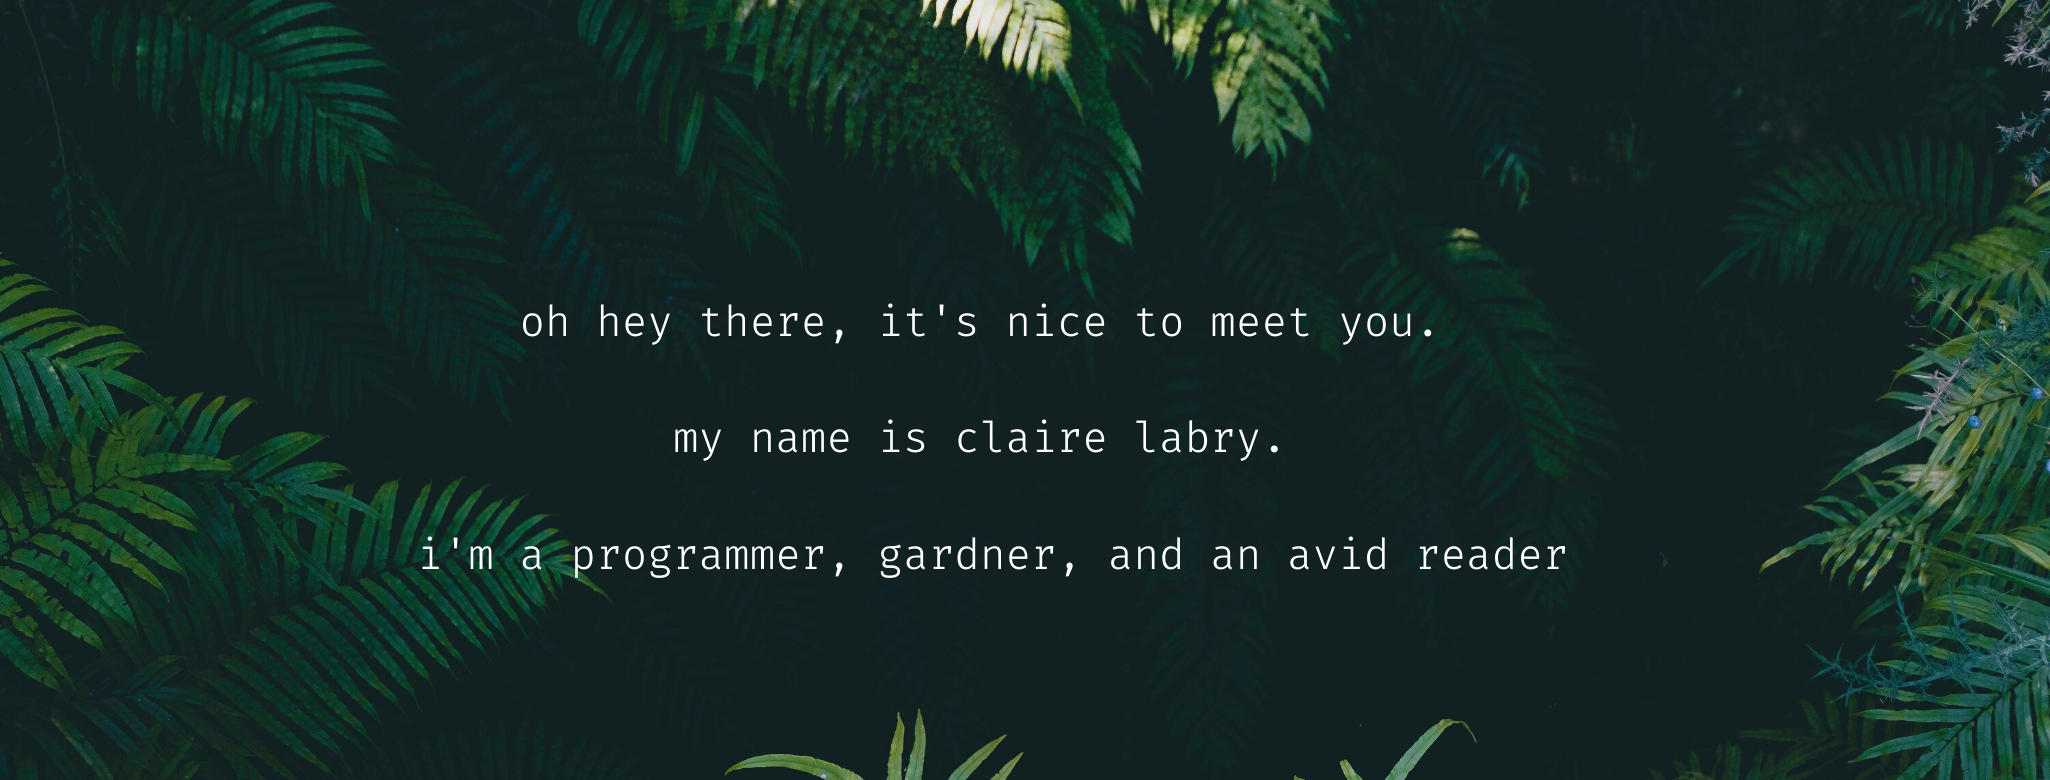 oh hey there, it's nice to meet you.
my name is claire labry.
i'm a programmer, gardner, and an avid reader